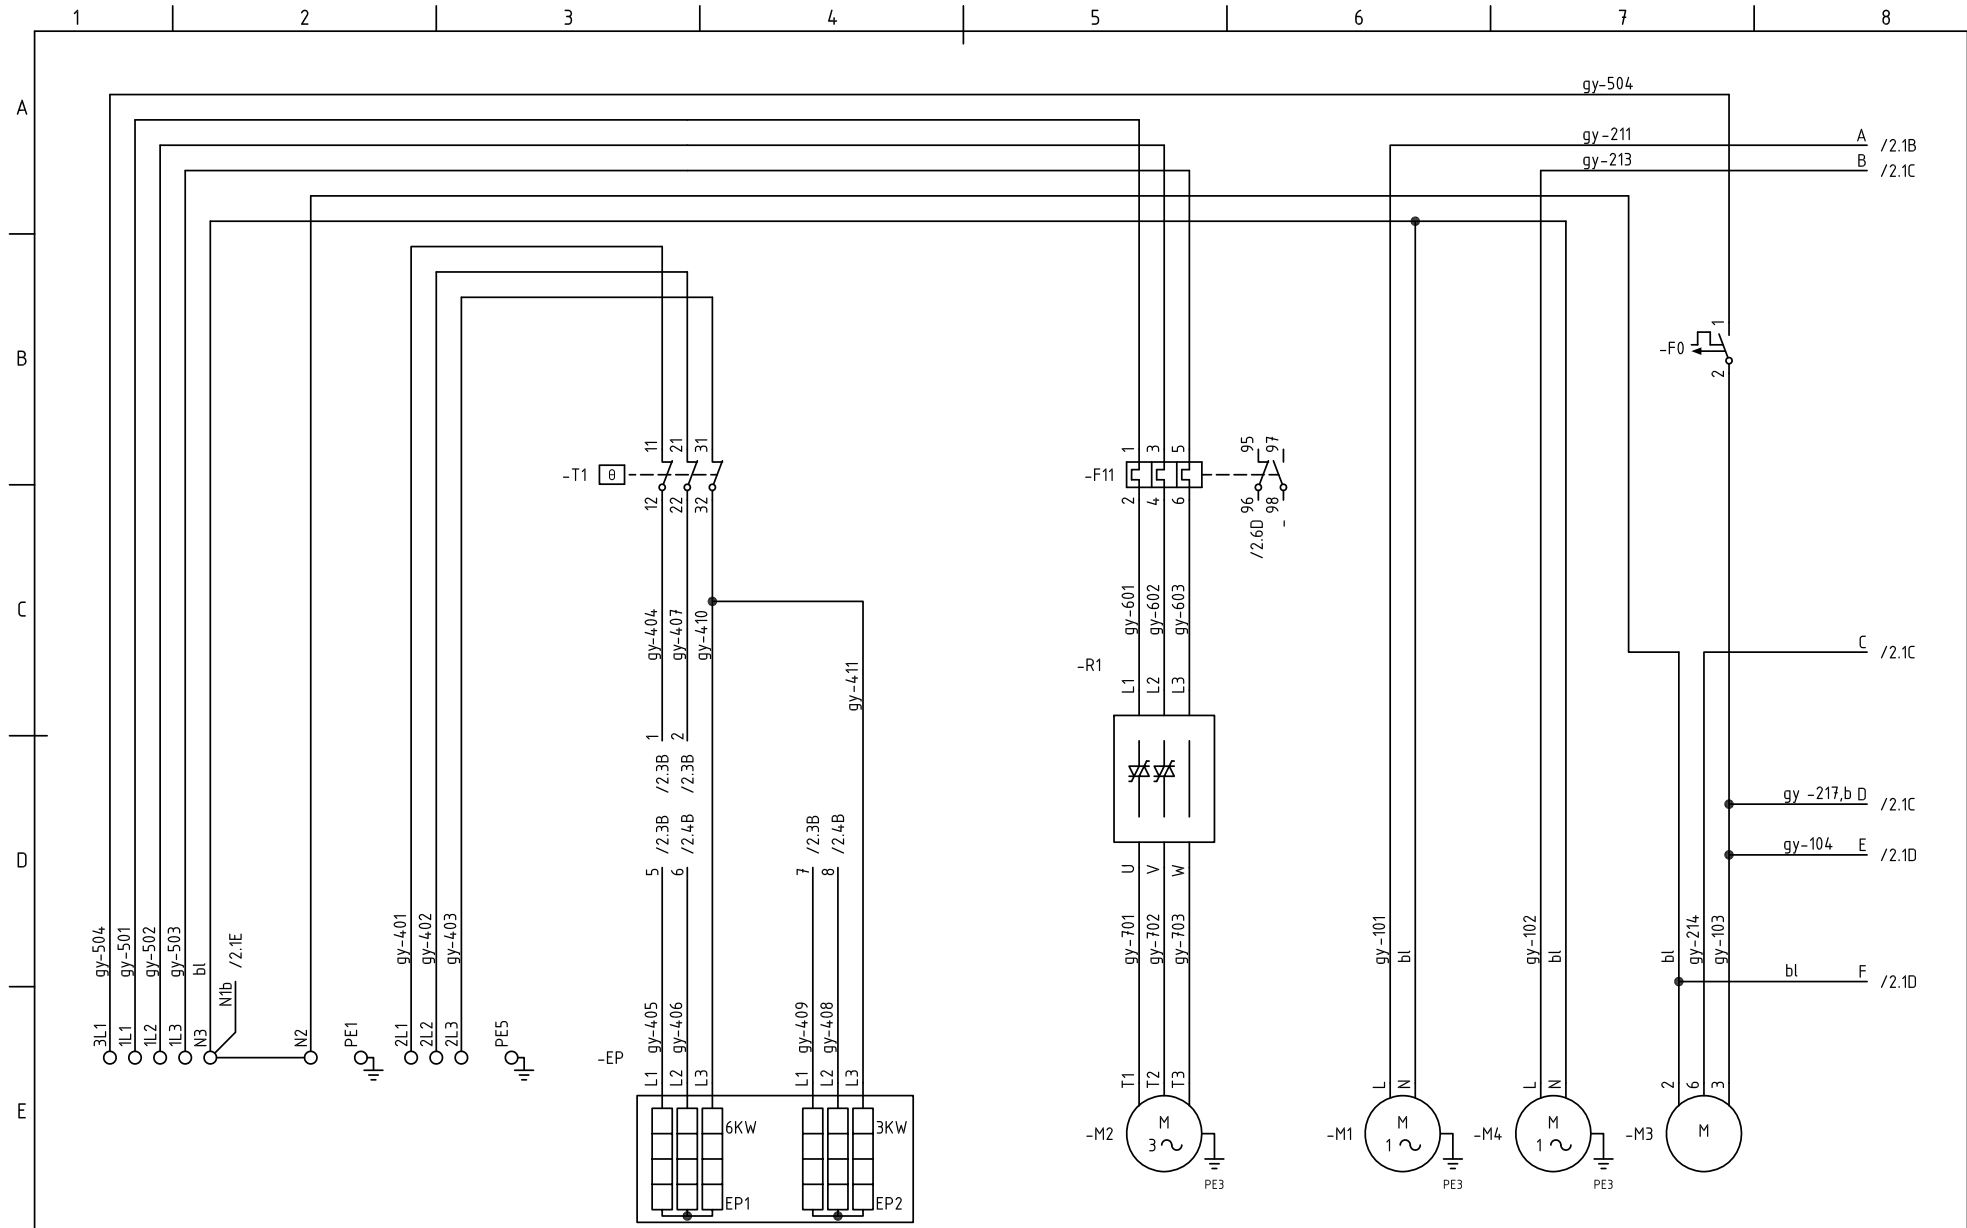 1 2 3 4 5 6 7 8
A
gy-504
gy-211 A /2.1B
gy-213 B /2.1C
B
-F0
1
2
-T1 θ
11 21 31
12 22 32
-F11
1 3 5
2 4 6
95 97
96 98
/2.6D -
C
gy-404 gy-407 gy-410
gy-411
gy-601 gy-602 gy-603
-R1
L1 L2 L3
C /2.1C
1 2
/2.3B /2.3B
/2.3B /2.4B
5 6
/2.3B /2.4B
7 8
D
U V W
gy -217,b D /2.1C
gy-104 E /2.1D
gy-504 gy-501 gy-502 gy-503 bl /2.1E
gy-401 gy-402 gy-403
gy-701 gy-702 gy-703
gy-101 bl
gy-102 bl
bl gy-214 gy-103
bl F /2.1D
3L1 1L1 1L2 1L3 N3 N1b N2 PE1 2L1 2L2 2L3 PE5
-EP
gy-405 gy-406
gy-409 gy-408
L1 L2 L3
L1 L2 L3
T1 T2 T3
L N
L N
2 6 3
E
6KW
3KW
EP1
EP2
-M2 M
3
PE3
-M1 M
1
PE3
-M4 M
1
PE3
-M3 M